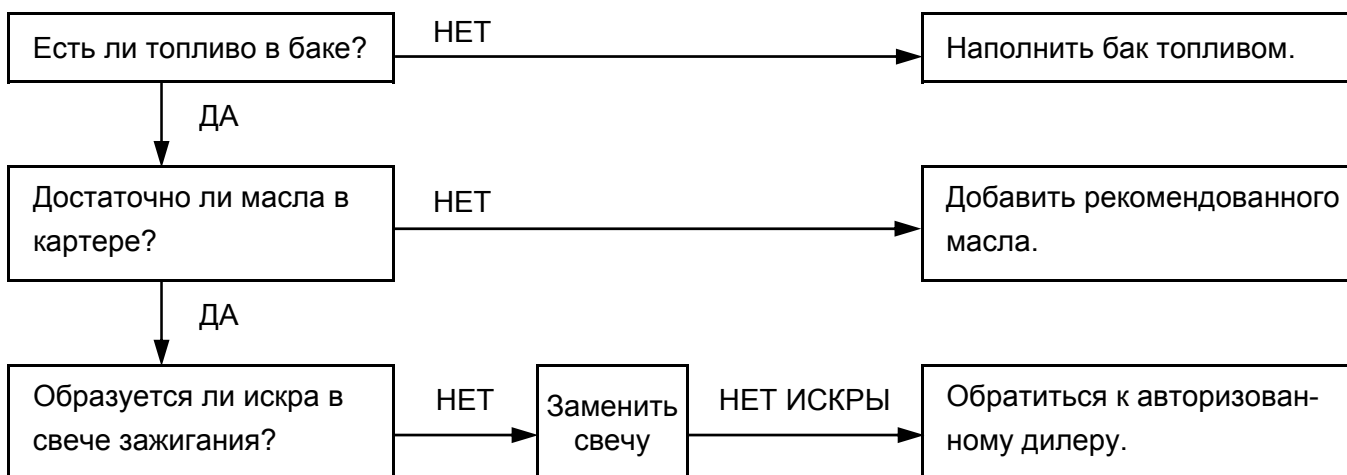 Есть ли топливо в баке?
НЕТ
Наполнить бак топливом.
ДА
Достаточно ли масла в
картере?
НЕТ
Добавить рекомендованного
масла.
ДА
Образуется ли искра в
свече зажигания?
НЕТ
Заменить
свечу
НЕТ ИСКРЫ
Обратиться к авторизован-
ному дилеру.